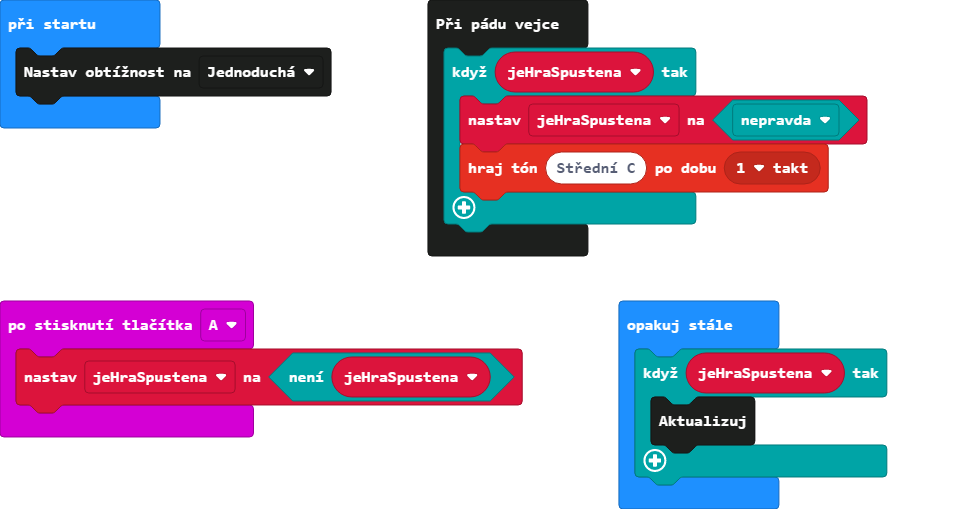 při startu
Nastav obtížnost na Jednoduchá
Při pádu vejce
když jeHraSpustena tak
nastav jeHraSpustena na nepravda
hraj tón Střední C po dobu 1 takt
po stisknutí tlačítka A
nastav jeHraSpustena na není jeHraSpustena
opakuj stále
když jeHraSpustena tak
Aktualizuj